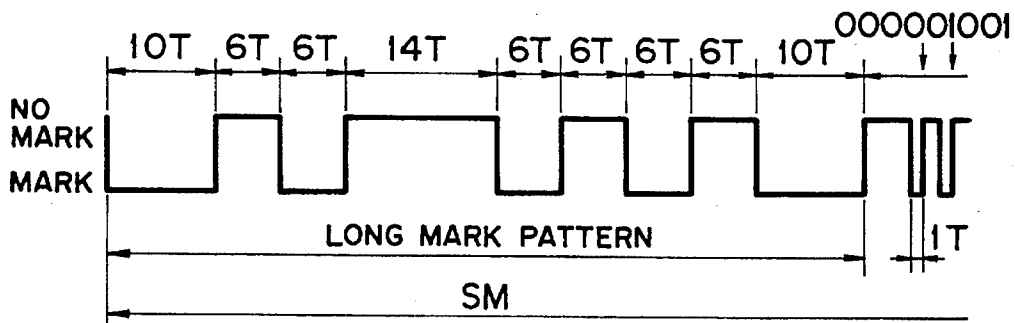 000001001
10T 6T 6T 14T 6T 6T 6T 6T 10T
NO
MARK
MARK
LONG MARK PATTERN
1T
SM